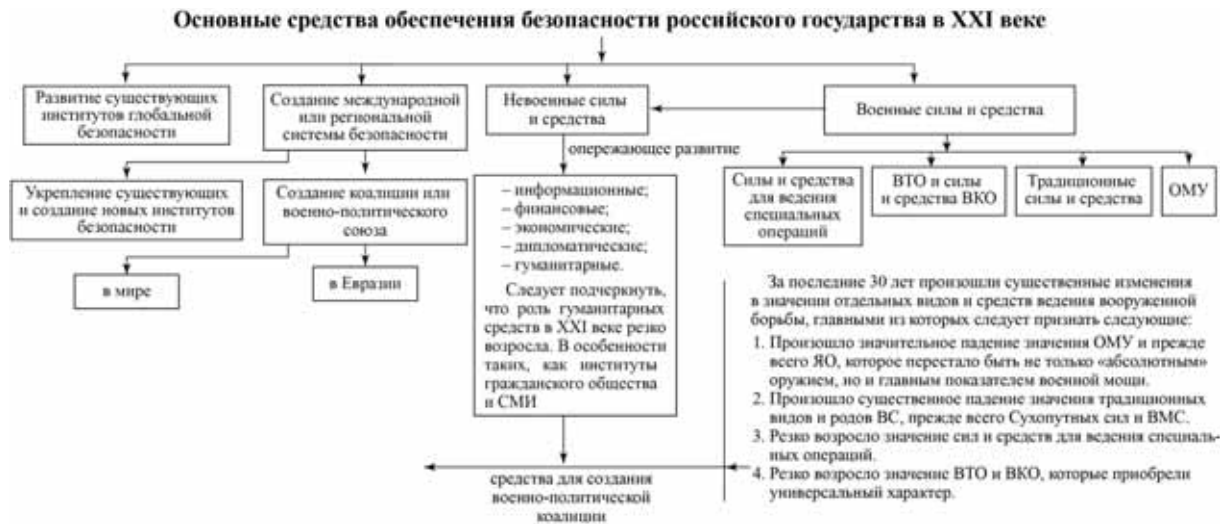 Основные средства обеспечения безопасности российского государства в XXI веке
Развитие существующих
институтов глобальной
безопасности
Создание международной
или региональной
системы безопасности
Невоенные силы
и средства
Военные силы и средства
опережающее развитие
Укрепление существующих
и создание новых институтов
безопасности
Создание коалиции или
военно-политического
союза
– информационные;
– финансовые;
– экономические;
– дипломатические;
– гуманитарные.
Следует подчеркнуть,
что роль гуманитарных
средств в XXI веке резко
возросла. В особенности
таких, как институты
гражданского общества
и СМИ
Силы и средства
для ведения
специальных
операций
ВТО и силы
и средства ВКО
Традиционные
силы и средства
ОМУ
в мире
в Евразии
За последние 30 лет произошли существенные изменения
в значении отдельных видов и средств ведения вооруженной
борьбы, главными из которых следует признать следующие:
1. Произошло значительное падение значения ОМУ и прежде
всего ЯО, которое перестало быть не только «абсолютным»
оружием, но и главным показателем военной мощи.
2. Произошло существенное падение значения традиционных
видов и родов ВС, прежде всего Сухопутных сил и ВМС.
3. Резко возросло значение сил и средств для ведения специаль-
ных операций.
4. Резко возросло значение ВТО и ВКО, которые приобрели
универсальный характер.
средства для создания
военно-политической
коалиции